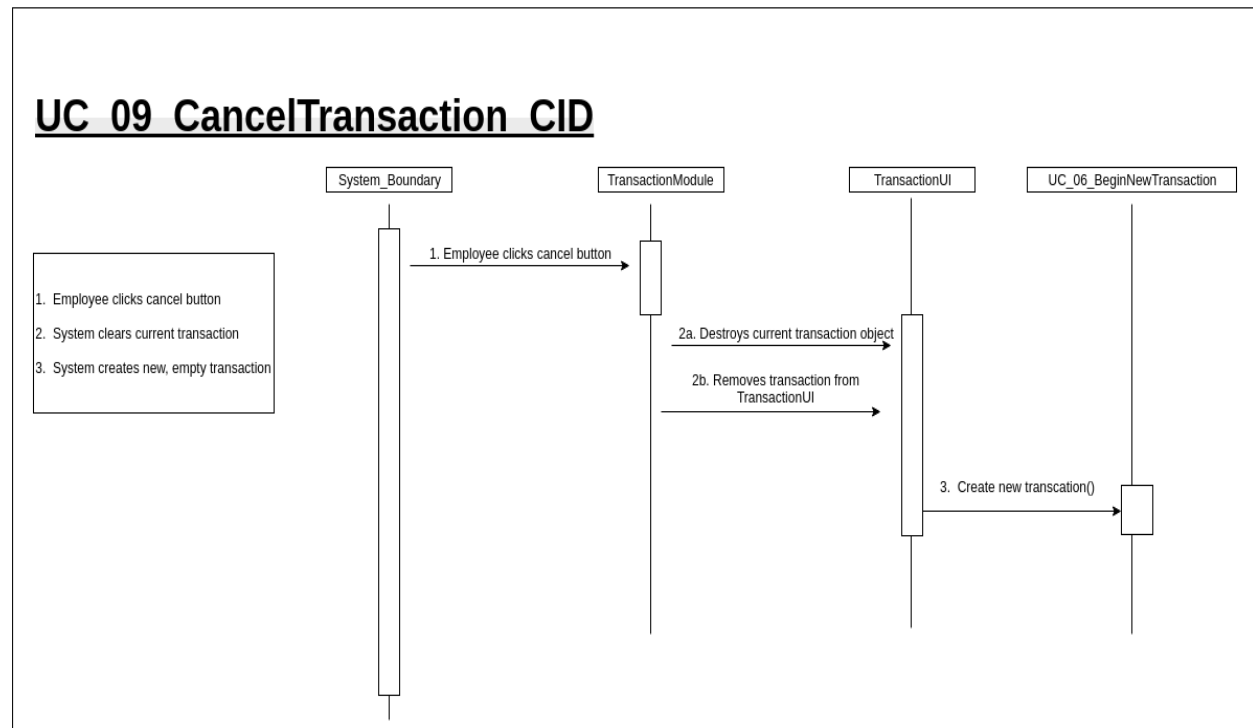 UC_09_CancelTransaction_CID
System_Boundary
TransactionModule
TransactionUI
UC_06_BeginNewTransaction
1. Employee clicks cancel button
1. Employee clicks cancel button
2. System clears current transaction
3. System creates new, empty transaction
2a. Destroys current transaction object
2b. Removes transaction from
TransactionUI
3. Create new transcation()